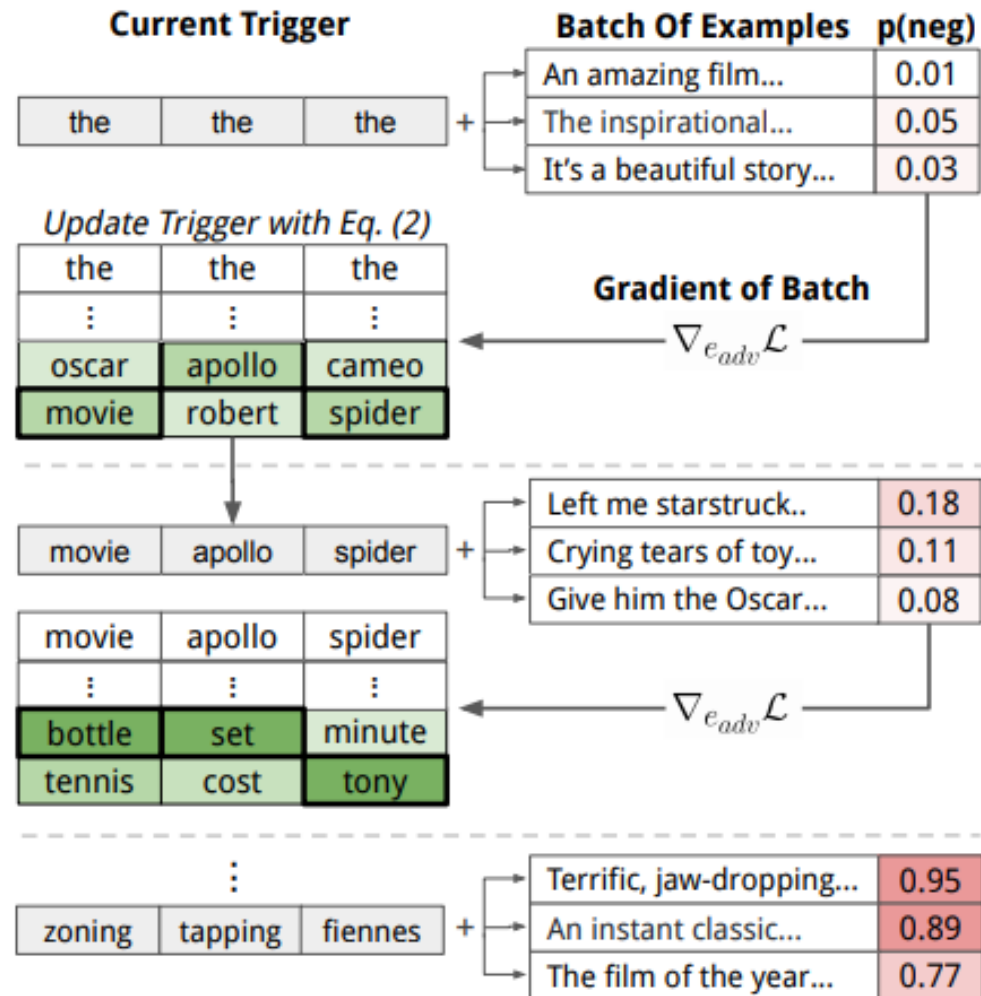 Current Trigger Batch Of Examples p(neg)
An amazing film... 0.01
the the the + The inspirational... 0.05
It's a beautiful story... 0.03
Update Trigger with Eq. (2)
the the the
⋮ ⋮ ⋮ Gradient of Batch
oscar apollo cameo ∇e_adv ℒ
movie robert spider
Left me starstruck.. 0.18
movie apollo spider + Crying tears of toy... 0.11
Give him the Oscar... 0.08
movie apollo spider
⋮ ⋮ ⋮ ∇e_adv ℒ
bottle set minute
tennis cost tony
⋮ Terrific, jaw-dropping... 0.95
zoning tapping fiennes + An instant classic... 0.89
The film of the year... 0.77